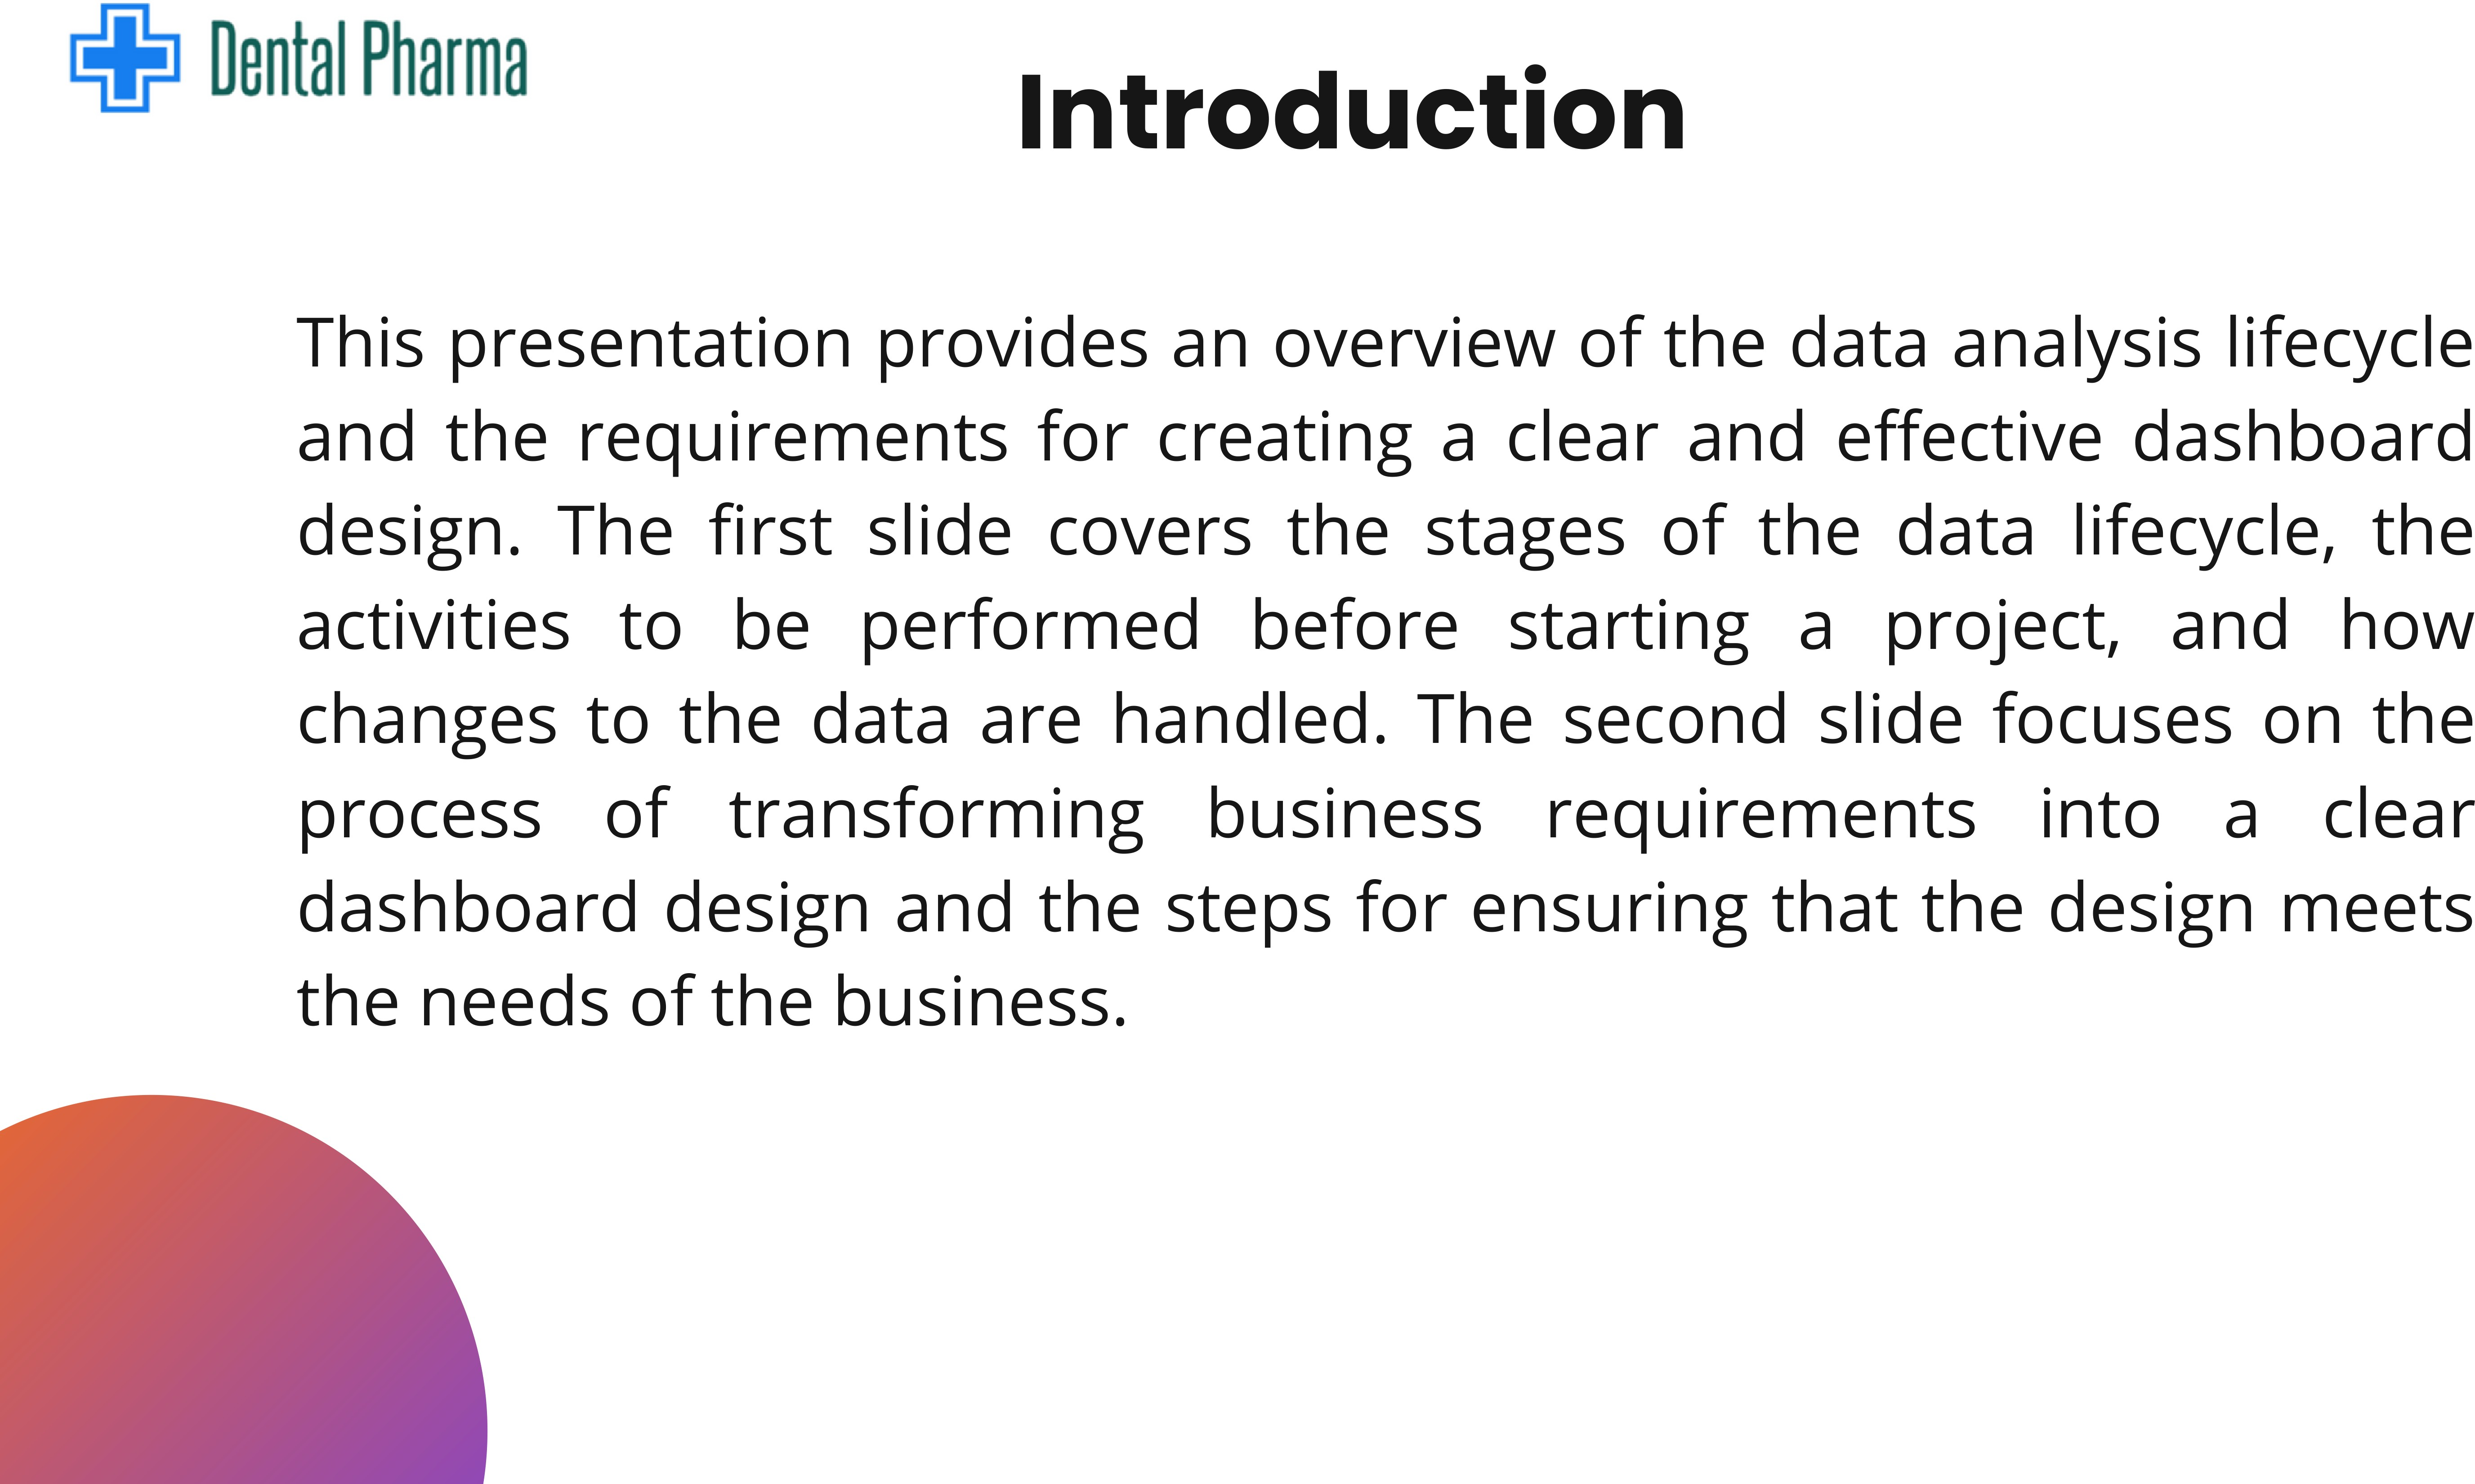 Dental Pharma
Introduction
This presentation provides an overview of the data analysis lifecycle
and the requirements for creating a clear and effective dashboard
design. The first slide covers the stages of the data lifecycle, the
activities to be performed before starting a project, and how
changes to the data are handled. The second slide focuses on the
process of transforming business requirements into a clear
dashboard design and the steps for ensuring that the design meets
the needs of the business.